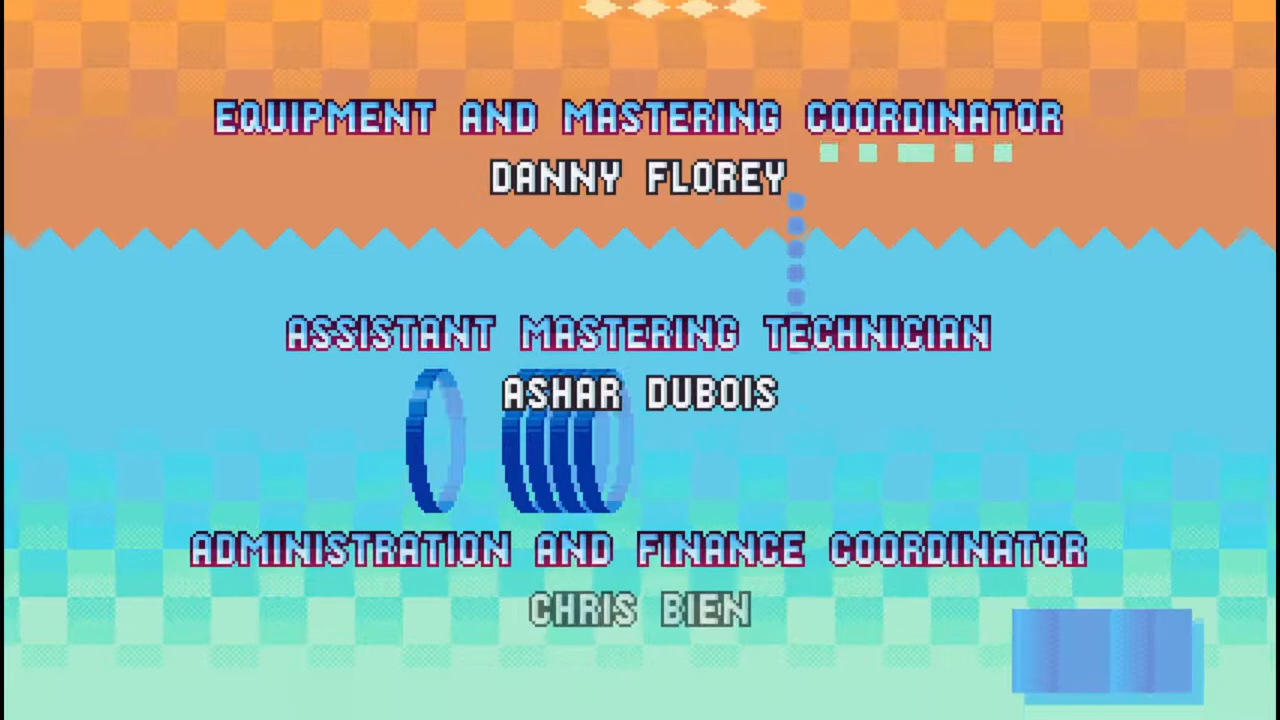 EQUIPMENT AND MASTERING COORDINATOR
DANNY FLOREY
ASSISTANT MASTERING TECHNICIAN
ASHAR DUBOIS
ADMINISTRATION AND FINANCE COORDINATOR
CHRIS BIEN